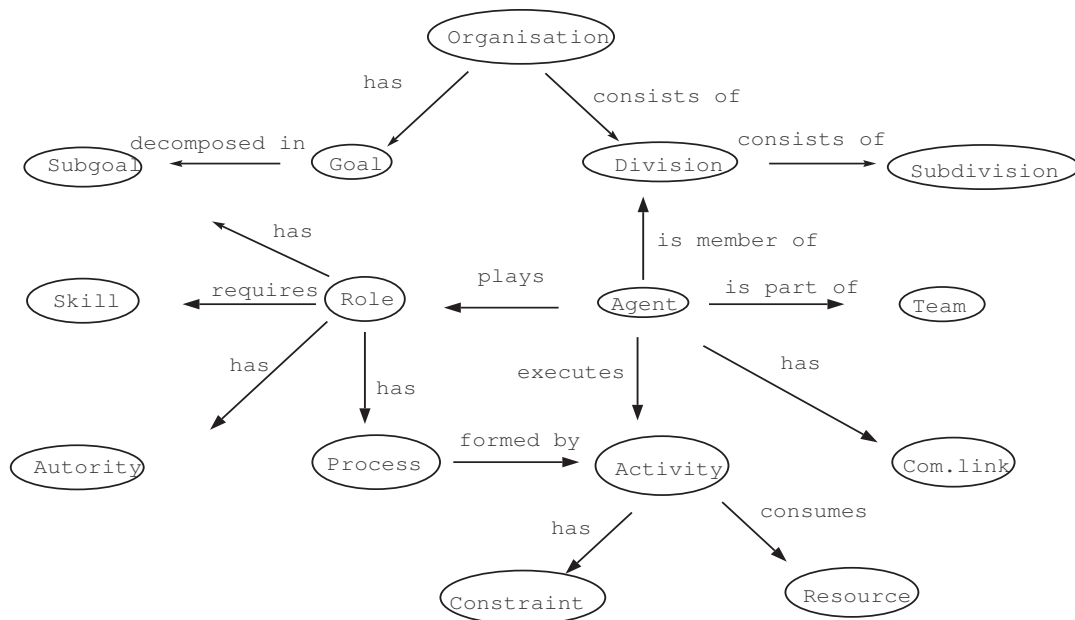 Organisation
has
consists of
decomposed in
consists of
Subgoal
Goal
Division
Subdivision
has
is member of
plays
is part of
requires
Skill
Role
Agent
Team
has
has
executes
has
formed by
Autority
Process
Activity
Com.link
has
consumes
Constraint
Resource